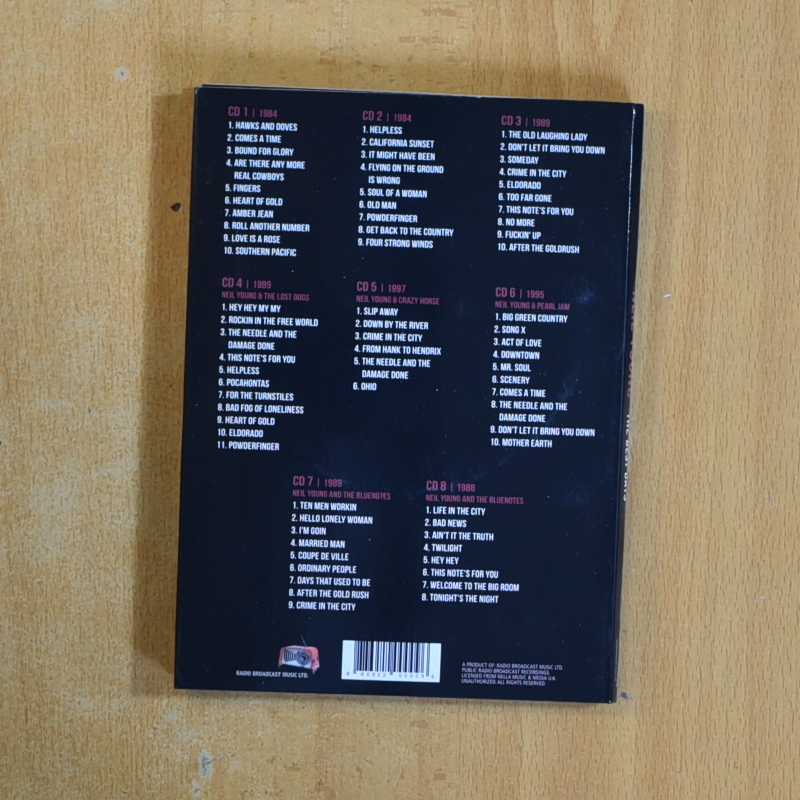 CD 1 | 1984
1. HAWKS AND DOVES
2. COMES A TIME
3. BOUND FOR GLORY
4. ARE THERE ANY MORE
REAL COWBOYS
5. FINGERS
6. HEART OF GOLD
7. AMBER JEAN
8. ROLL ANOTHER NUMBER
9. LOVE IS A ROSE
10. SOUTHERN PACIFIC
CD 2 | 1984
1. HELPLESS
2. CALIFORNIA SUNSET
3. IT MIGHT HAVE BEEN
4. FLYING ON THE GROUND
IS WRONG
5. SOUL OF A WOMAN
6. OLD MAN
7. POWDERFINGER
8. GET BACK TO THE COUNTRY
9. FOUR STRONG WINDS
CD 3 | 1989
1. THE OLD LAUGHING LADY
2. DON'T LET IT BRING YOU DOWN
3. SOMEDAY
4. CRIME IN THE CITY
5. ELDORADO
6. TOO FAR GONE
7. THIS NOTE'S FOR YOU
8. NO MORE
9. FUCKIN' UP
10. AFTER THE GOLDRUSH
CD 4 | 1989
NEIL YOUNG & THE LOST DOGS
1. HEY HEY MY MY
2. ROCKIN IN THE FREE WORLD
3. THE NEEDLE AND THE
DAMAGE DONE
4. THIS NOTE'S FOR YOU
5. HELPLESS
6. POCAHONTAS
7. FOR THE TURNSTILES
8. BAD FOG OF LONELINESS
9. HEART OF GOLD
10. ELDORADO
11. POWDERFINGER
CD 5 | 1997
NEIL YOUNG & CRAZY HORSE
1. SLIP AWAY
2. DOWN BY THE RIVER
3. CRIME IN THE CITY
4. FROM HANK TO HENDRIX
5. THE NEEDLE AND THE
DAMAGE DONE
6. OHIO
CD 6 | 1995
NEIL YOUNG & PEARL JAM
1. BIG GREEN COUNTRY
2. SONG X
3. ACT OF LOVE
4. DOWNTOWN
5. MR. SOUL
6. SCENERY
7. COMES A TIME
8. THE NEEDLE AND THE
DAMAGE DONE
9. DON'T LET IT BRING YOU DOWN
10. MOTHER EARTH
CD 7 | 1988
NEIL YOUNG AND THE BLUENOTES
1. TEN MEN WORKIN
2. HELLO LONELY WOMAN
3. I'M GOIN
4. MARRIED MAN
5. COUPE DE VILLE
6. ORDINARY PEOPLE
7. DAYS THAT USED TO BE
8. AFTER THE GOLD RUSH
9. CRIME IN THE CITY
CD 8 | 1988
NEIL YOUNG AND THE BLUENOTES
1. LIFE IN THE CITY
2. BAD NEWS
3. AIN'T IT THE TRUTH
4. TWILIGHT
5. HEY HEY
6. THIS NOTE'S FOR YOU
7. WELCOME TO THE BIG ROOM
8. TONIGHT'S THE NIGHT
RADIO BROADCAST MUSIC LTD.
A PRODUCT OF: RADIO BROADCAST MUSIC LTD
PUBLIC RADIO BROADCAST RECORDINGS.
LICENSED FROM NELLA MUSIC & MEDIA U.K.
UNAUTHORIZED. ALL RIGHTS RESERVED